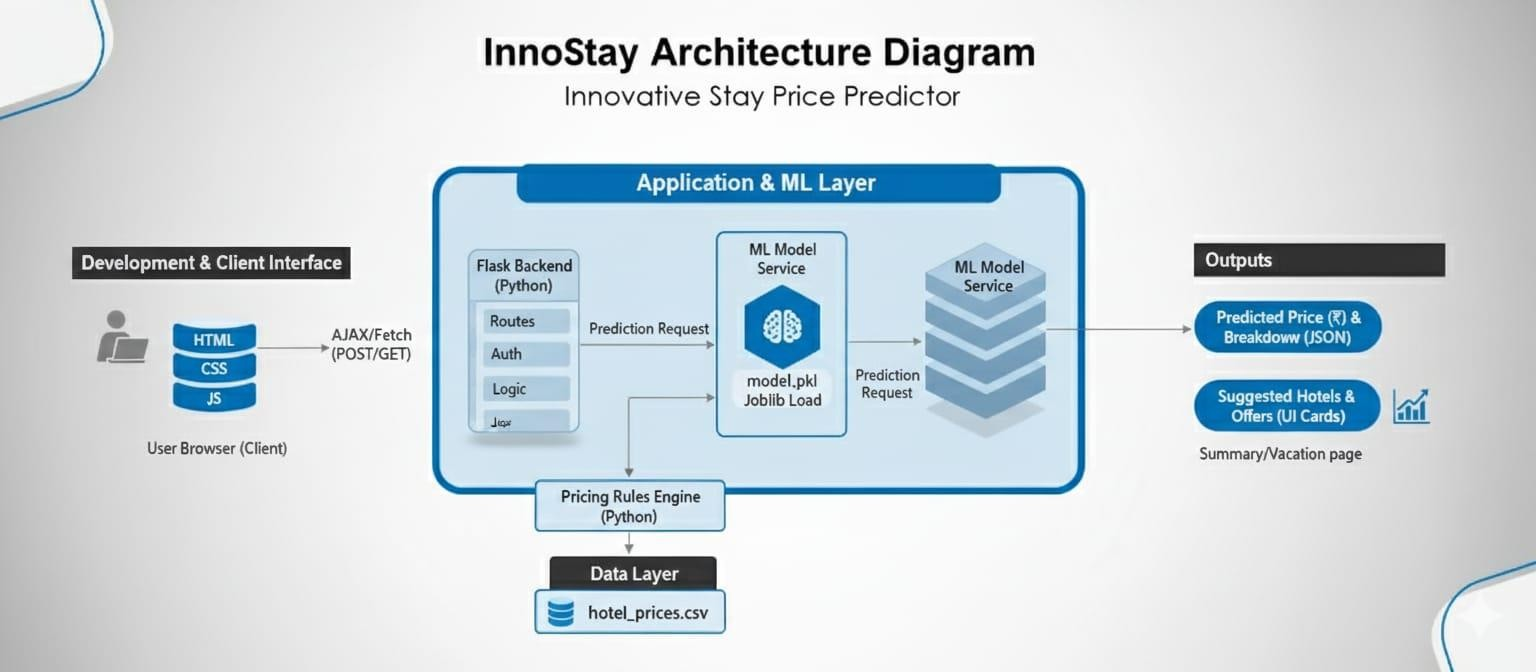 InnoStay Architecture Diagram
Innovative Stay Price Predictor
Development & Client Interface
HTML
CSS
JS
User Browser (Client)
AJAX/Fetch
(POST/GET)
Application & ML Layer
Flask Backend
(Python)
Routes
Auth
Logic
Prediction Request
ML Model
Service
model.pkl
Joblib Load
Prediction
Request
ML Model
Service
Pricing Rules Engine
(Python)
Data Layer
hotel_prices.csv
Outputs
Predicted Price (₹) &
Breakdoww (JSON)
Suggested Hotels &
Offers (UI Cards)
Summary/Vacation page